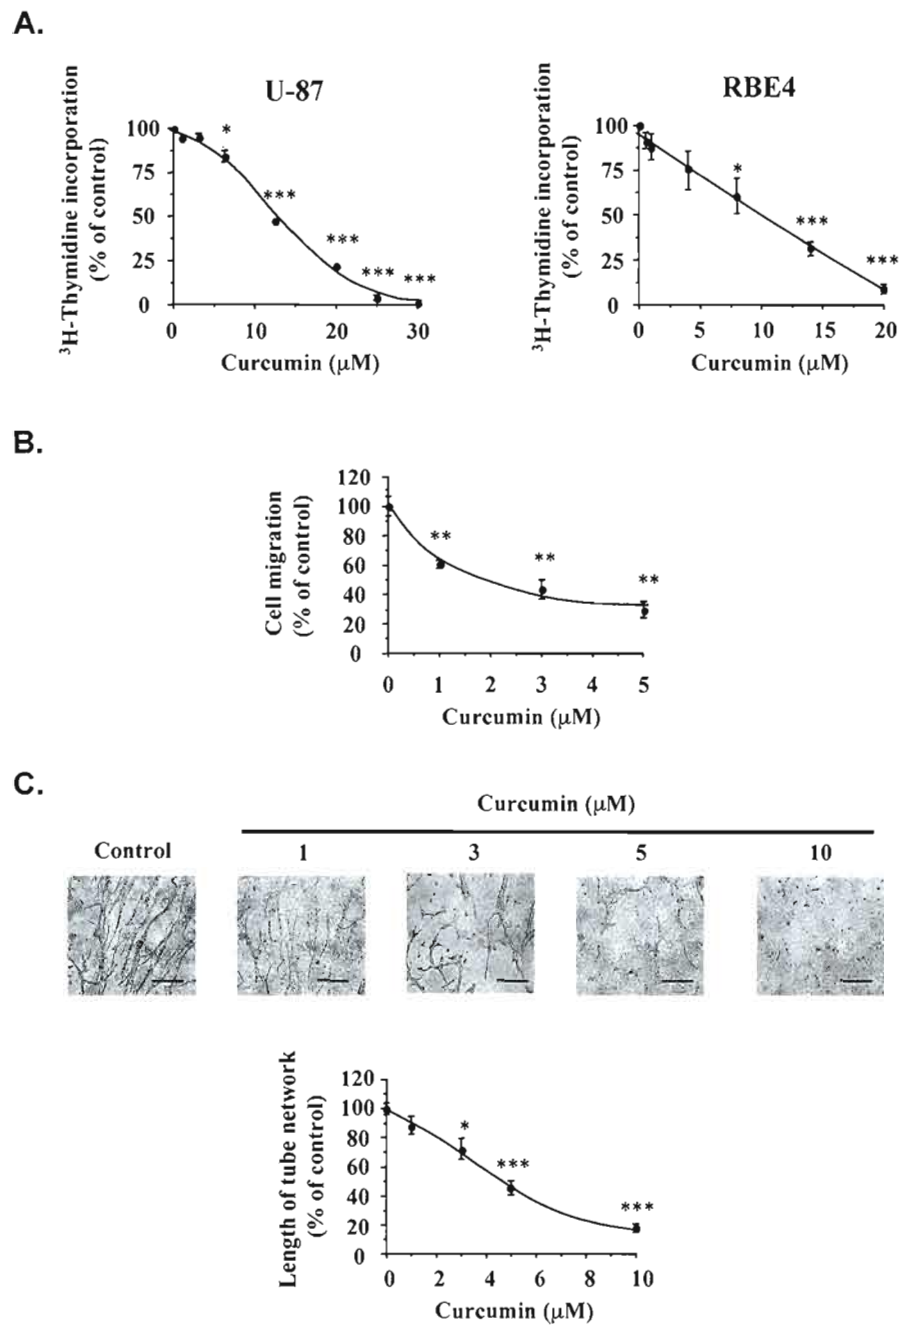 A.
U-87
³H-Thymidine incorporation
(% of control)
100
75
50
25
0
*
***
***
***
***
0 10 20 30
Curcumin (µM)
RBE4
³H-Thymidine incorporation
(% of control)
100
75
50
25
0
*
***
***
0 5 10 15 20
Curcumin (µM)
B.
Cell migration
(% of control)
120
100
80
60
40
20
0
**
**
**
0 1 2 3 4 5
Curcumin (µM)
C.
Curcumin (µM)
Control 1 3 5 10
Length of tube network
(% of control)
120
100
80
60
40
20
0
*
***
***
0 2 4 6 8 10
Curcumin (µM)